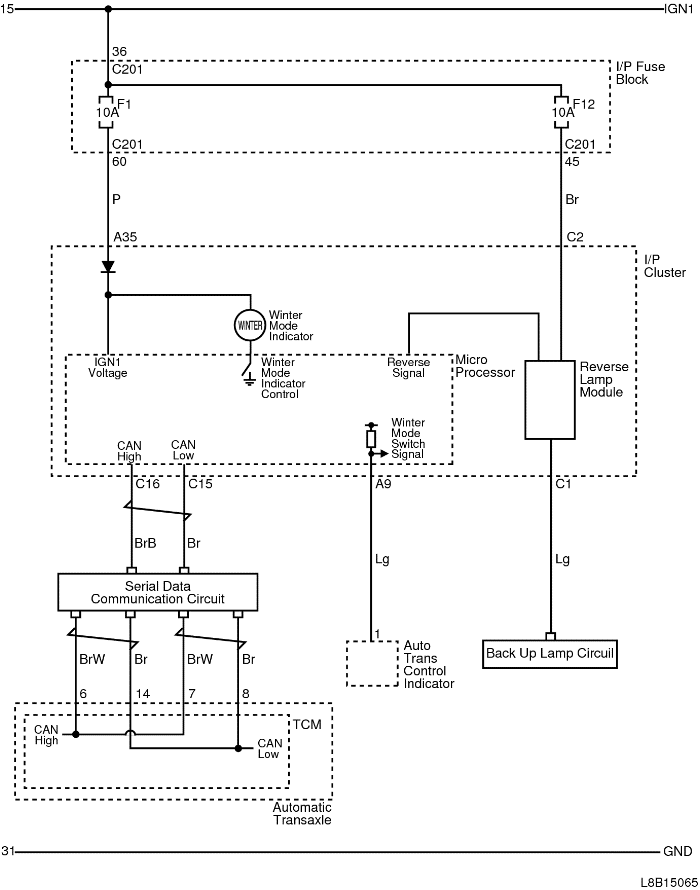 15 IGN1
36
C201
I/P Fuse
Block
F1
10A
F12
10A
C201
C201
60
45
P
Br
A35
C2
I/P
Cluster
WINTER
Winter
Mode
Indicator
IGN1
Voltage
Winter
Mode
Indicator
Control
Reverse
Signal
Micro
Processor
Reverse
Lamp
Module
Winter
Mode
Switch
Signal
CAN
High
CAN
Low
C16
C15
A9
C1
BrB
Br
Lg
Lg
Serial Data
Communication Circuit
1
Auto
Trans
Control
Indicator
Back Up Lamp Circuil
BrW
Br
BrW
Br
6
14
7
8
CAN
High
TCM
CAN
Low
Automatic
Transaxle
31 GND
L8B15065